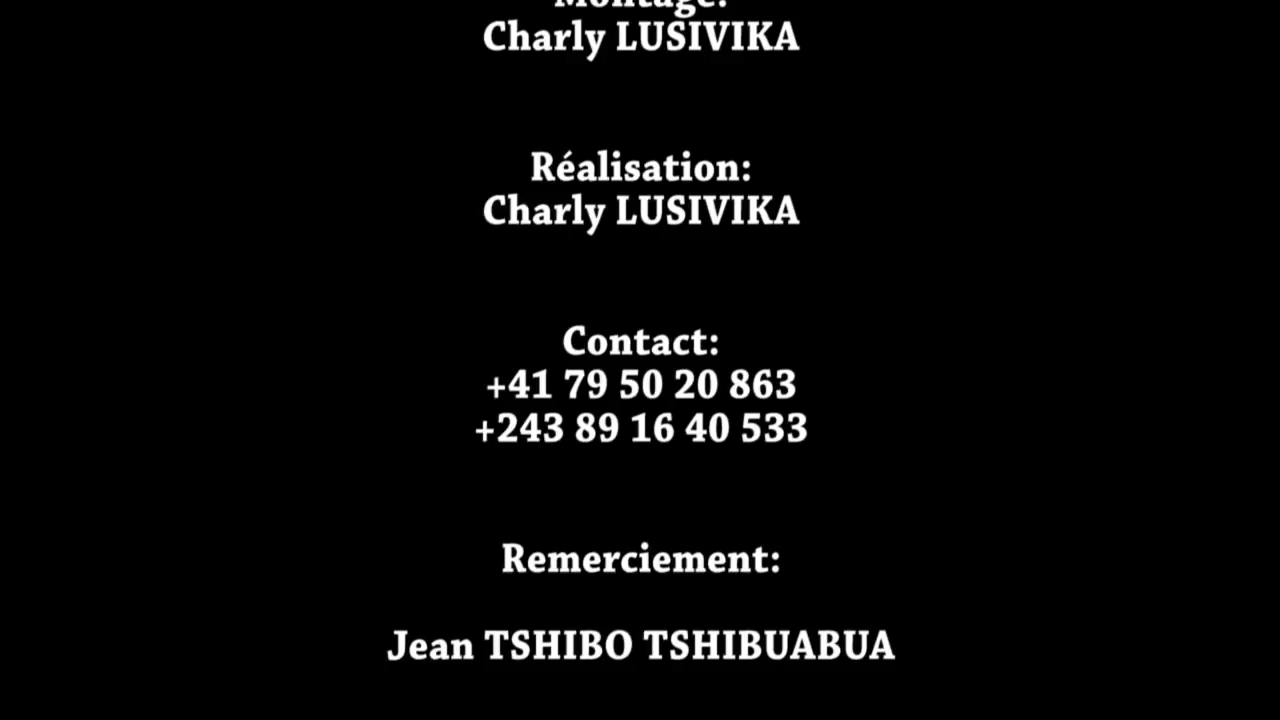 Montage:
Charly LUSIVIKA
Réalisation:
Charly LUSIVIKA
Contact:
+41 79 50 20 863
+243 89 16 40 533
Remerciement:
Jean TSHIBO TSHIBUABUA